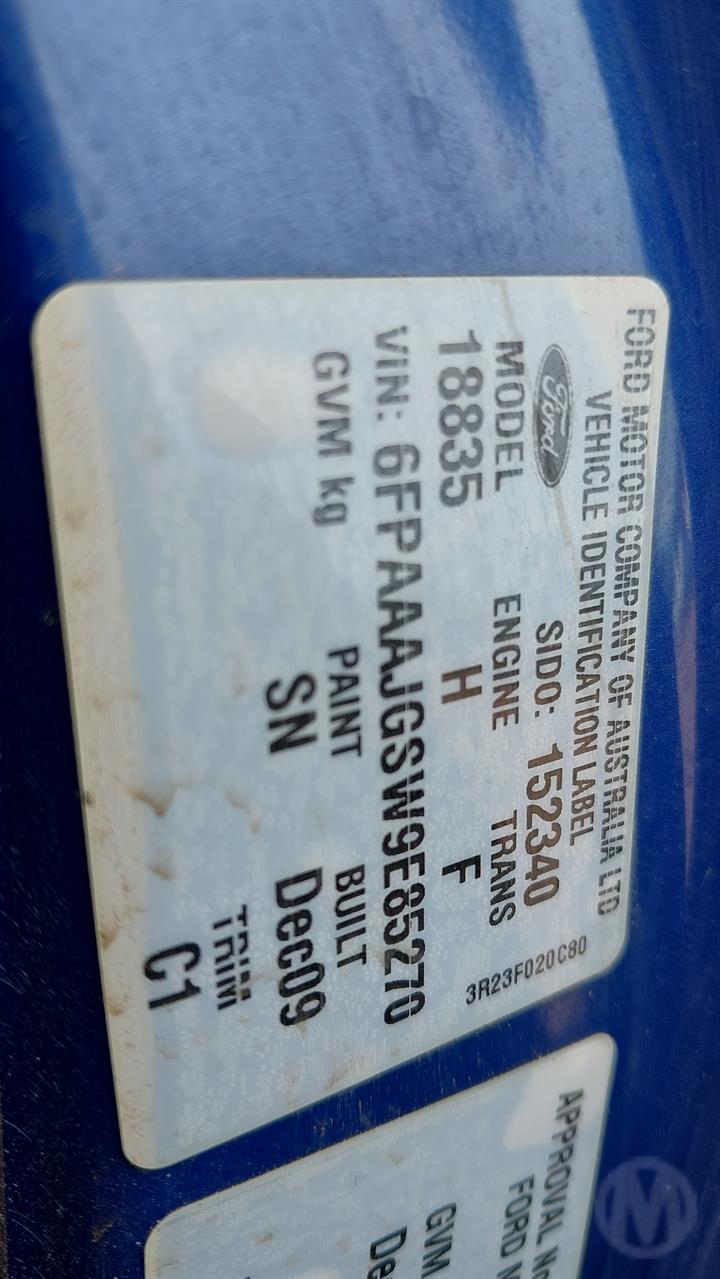 FORD MOTOR COMPANY OF AUSTRALIA LTD
VEHICLE IDENTIFICATION LABEL
Ford
SIDO: 152340
3R23F020C80
MODEL ENGINE TRANS
18835 H F
VIN: 6FPAAAJGSW9E85270
GVM kg PAINT BUILT
SN Dec09
TRIM
C1
APPROVAL
FORD
GVM
M